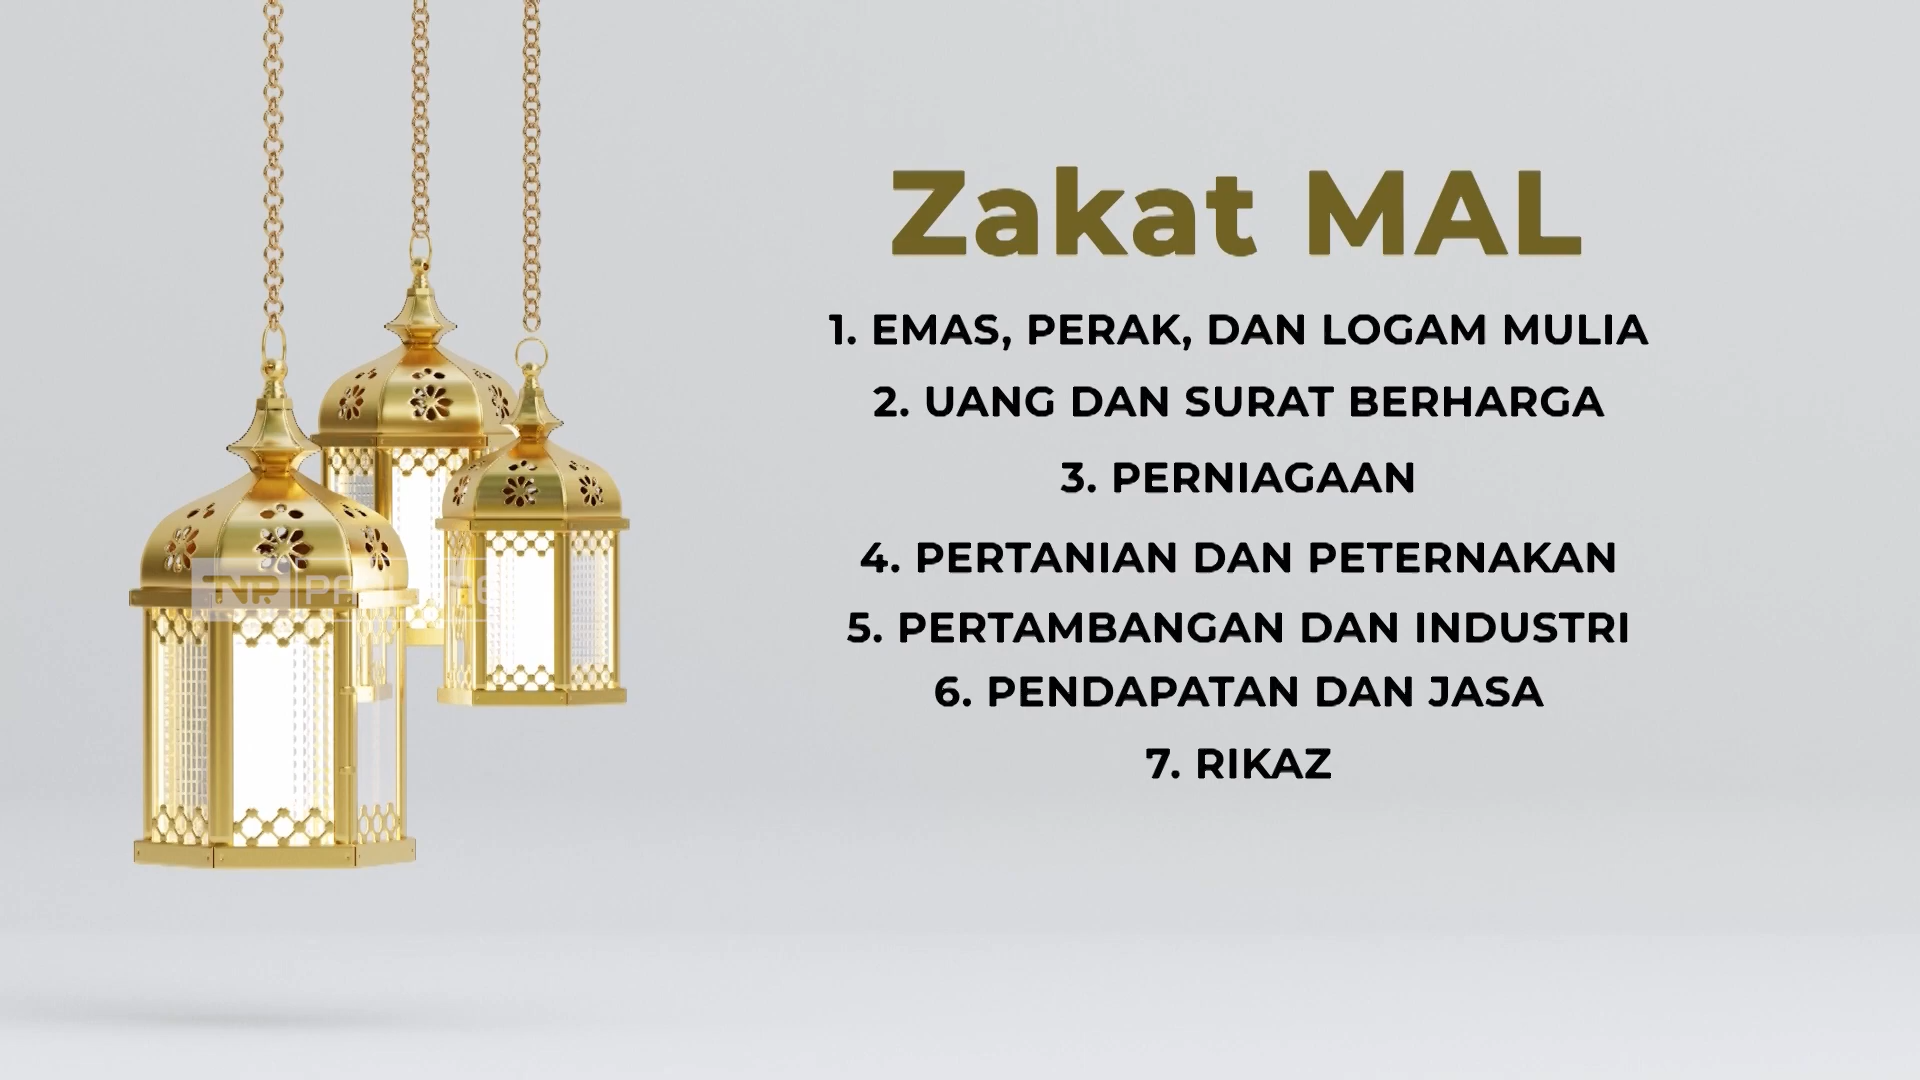 Zakat MAL
1. EMAS, PERAK, DAN LOGAM MULIA
2. UANG DAN SURAT BERHARGA
3. PERNIAGAAN
4. PERTANIAN DAN PETERNAKAN
5. PERTAMBANGAN DAN INDUSTRI
6. PENDAPATAN DAN JASA
7. RIKAZ